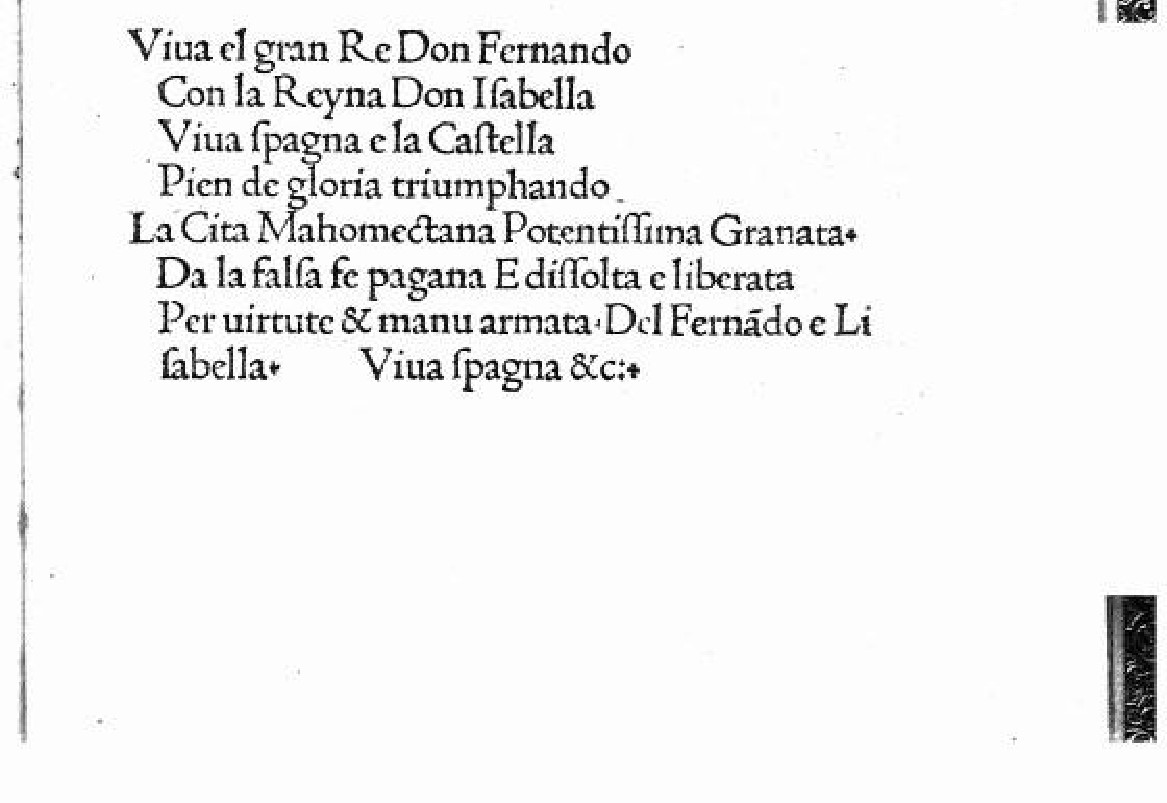 Viua el gran Re Don Fernando
Con la Reyna Don Iſabella
Viua ſpagna e la Caſtella
Pien de gloria triumphando
La Cita Mahomectana Potentiſſima Granata
Da la falſa fe pagana E diſſolta e liberata
Per uirtute & manu armata Del Fernãdo e Li
ſabella Viua ſpagna &c: